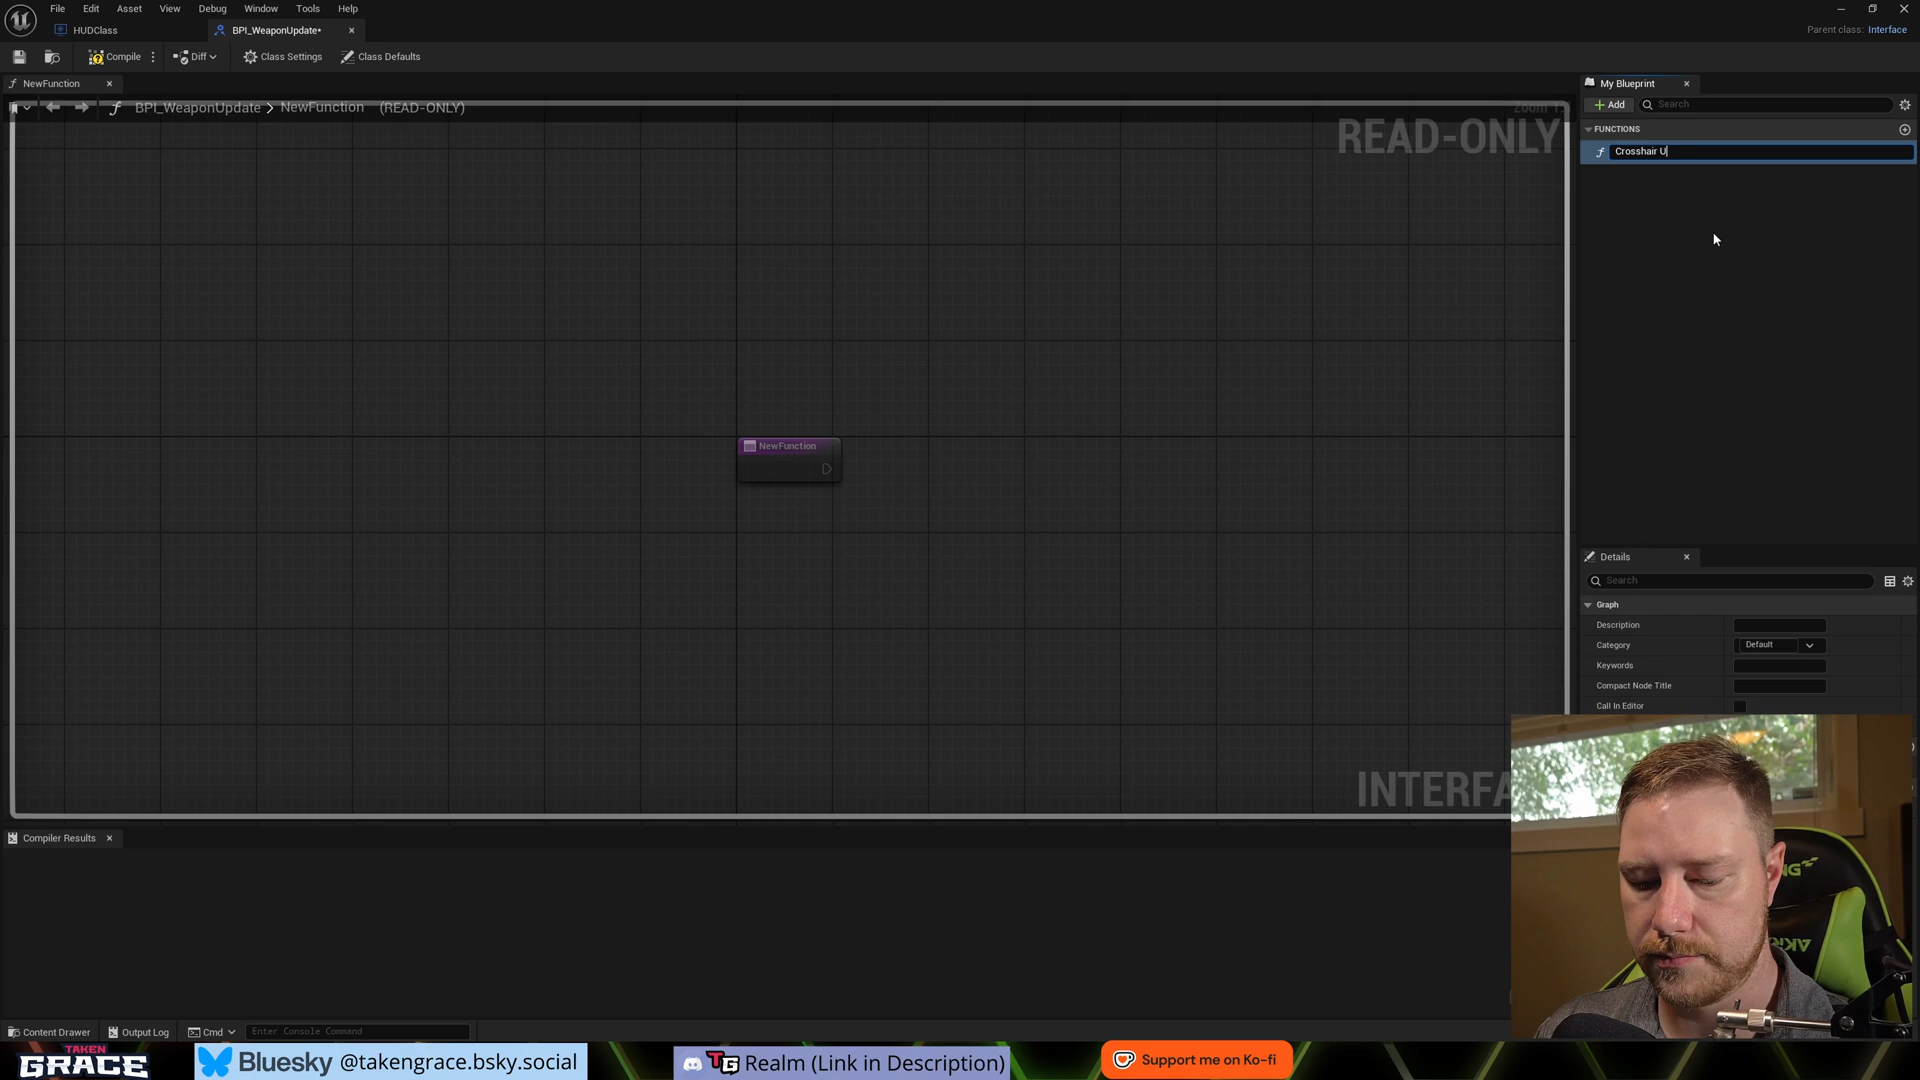 File Edit Asset View Debug Window Tools Help
HUDClass
BPI_WeaponUpdate•
Parent class: Interface
Compile
Diff
Class Settings
Class Defaults
NewFunction
BPI_WeaponUpdate > NewFunction (READ-ONLY)
READ-ONLY
NewFunction
INTERFA
My Blueprint
Add
Search
FUNCTIONS
Crosshair U
Details
Search
Graph
Description
Category
Default
Keywords
Compact Node Title
Call In Editor
Compiler Results
Content Drawer
Output Log
Cmd
Enter Console Command
TAKEN
GRACE
Bluesky @takengrace.bsky.social
TG Realm (Link in Description)
Support me on Ko-fi